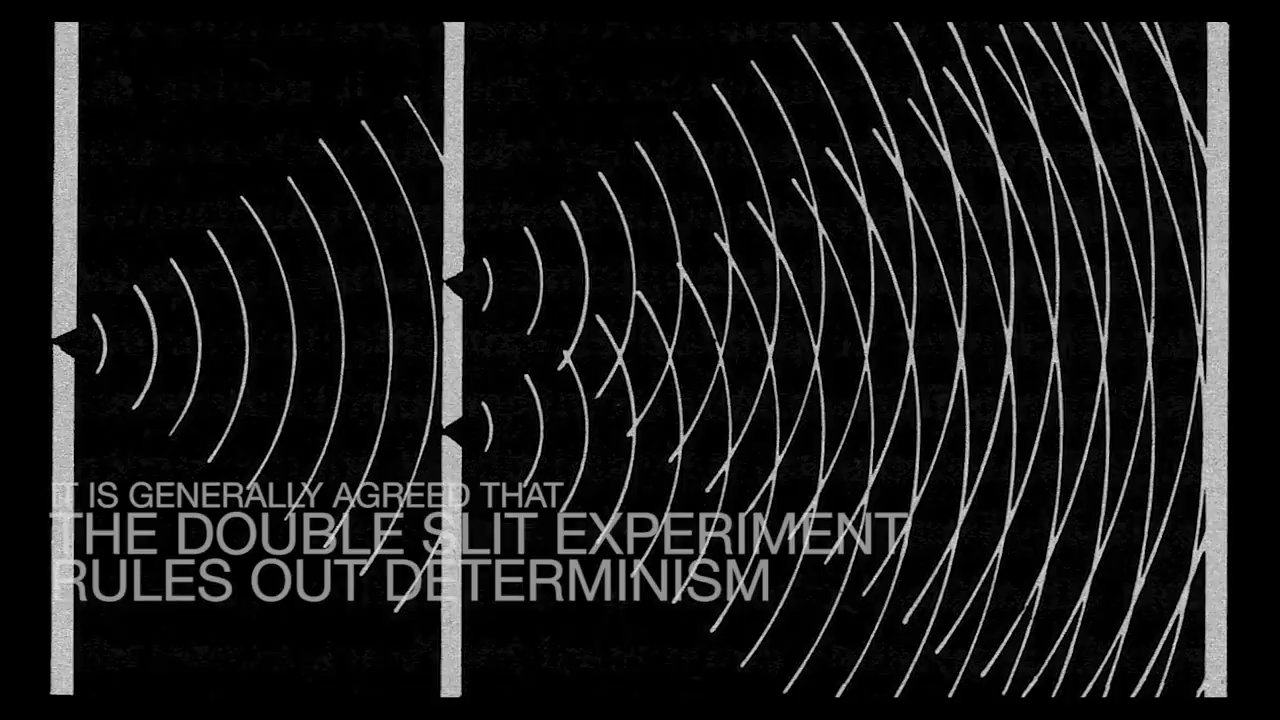 IT IS GENERALLY AGREED THAT
THE DOUBLE SLIT EXPERIMENT
RULES OUT DETERMINISM